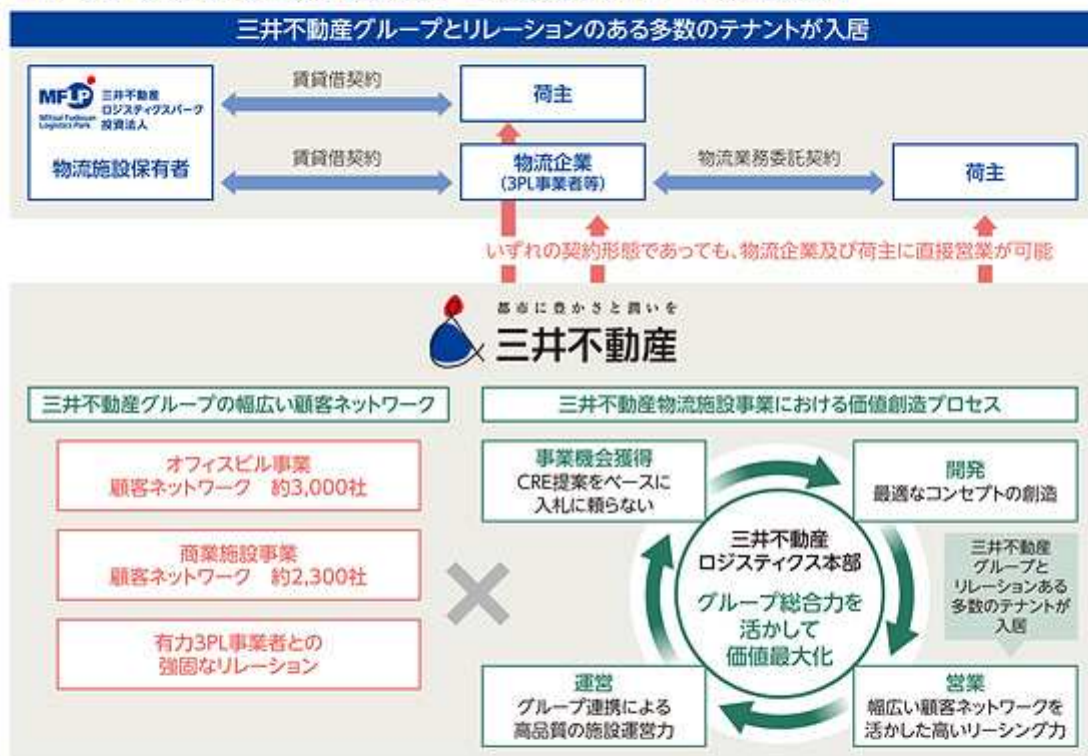 三井不動産グループとリレーションのある多数のテナントが入居
MFLP
Mitsui Fudosan
Logistics Park
三井不動産
ロジスティクスパーク
投資法人
物流施設保有者
賃貸借契約
荷主
賃貸借契約
物流企業
(3PL事業者等)
物流業務委託契約
荷主
いずれの契約形態であっても、物流企業及び荷主に直接営業が可能
都市に豊かさと潤いを
三井不動産
三井不動産グループの幅広い顧客ネットワーク
オフィスビル事業
顧客ネットワーク 約3,000社
商業施設事業
顧客ネットワーク 約2,300社
有力3PL事業者との
強固なリレーション
三井不動産物流施設事業における価値創造プロセス
事業機会獲得
CRE提案をベースに
入札に頼らない
開発
最適なコンセプトの創造
三井不動産
ロジスティクス本部
グループ総合力を
活かして
価値最大化
三井不動産
グループと
リレーションある
多数のテナントが
入居
運営
グループ連携による
高品質の施設運営力
営業
幅広い顧客ネットワークを
活かした高いリーシング力